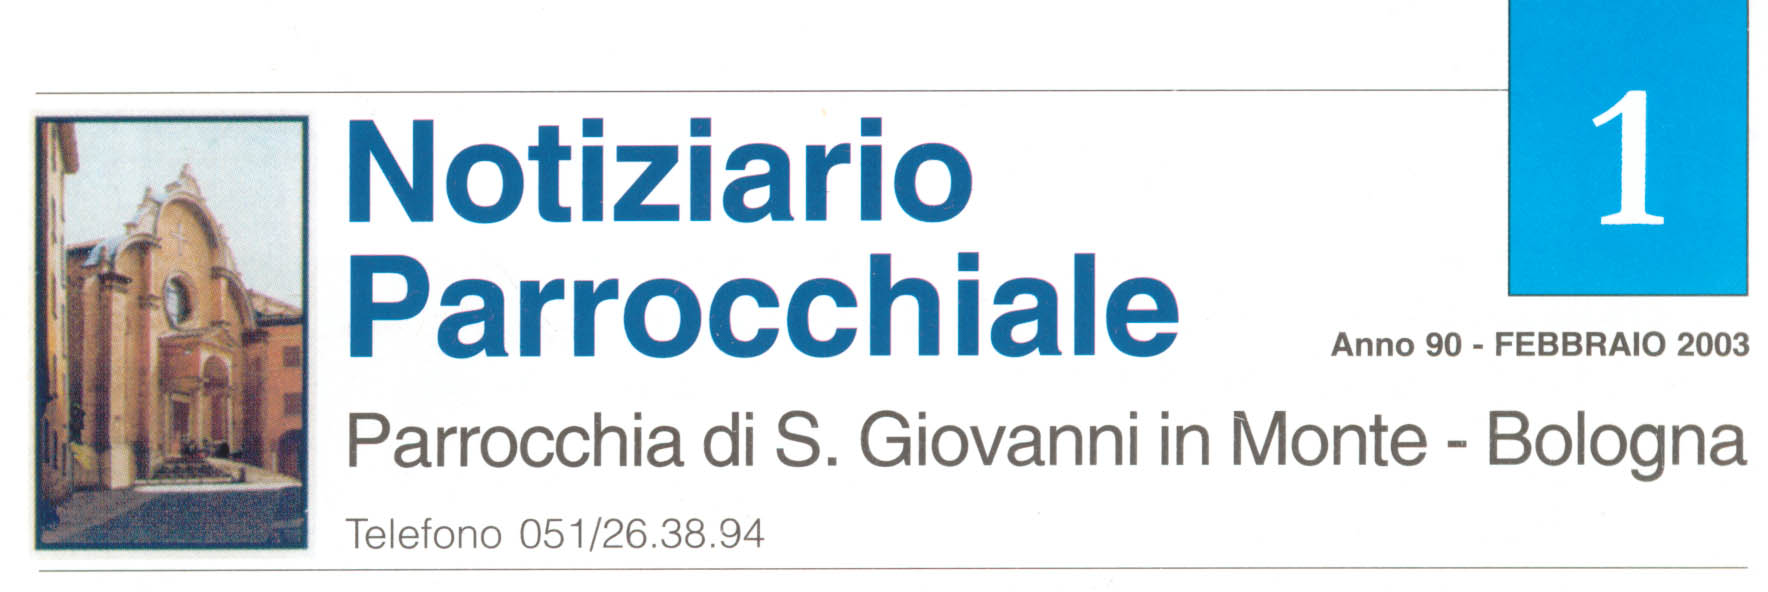 1
Notiziario
Parrocchiale
Anno 90 - FEBBRAIO 2003
Parrocchia di S. Giovanni in Monte - Bologna
Telefono 051/26.38.94